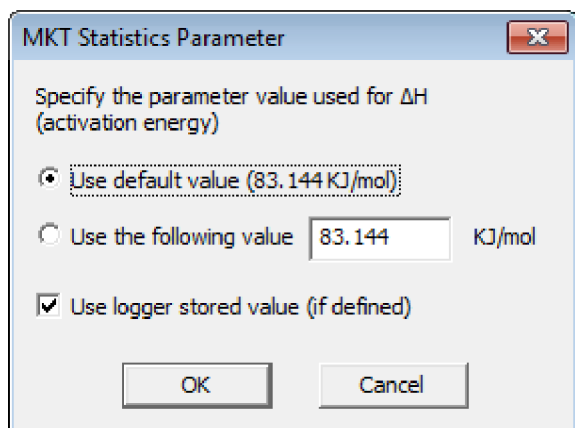 MKT Statistics Parameter
Specify the parameter value used for ΔH
(activation energy)
Use default value (83.144 KJ/mol)
Use the following value 83.144 KJ/mol
Use logger stored value (if defined)
OK Cancel